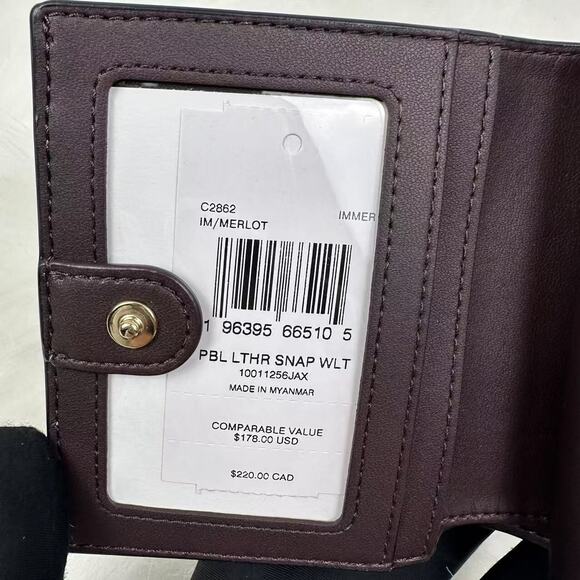 C2862
IM/MERLOT IMMER
1 96395 66510 5
PBL LTHR SNAP WLT
10011256JAX
MADE IN MYANMAR
COMPARABLE VALUE
$178.00 USD
$220.00 CAD